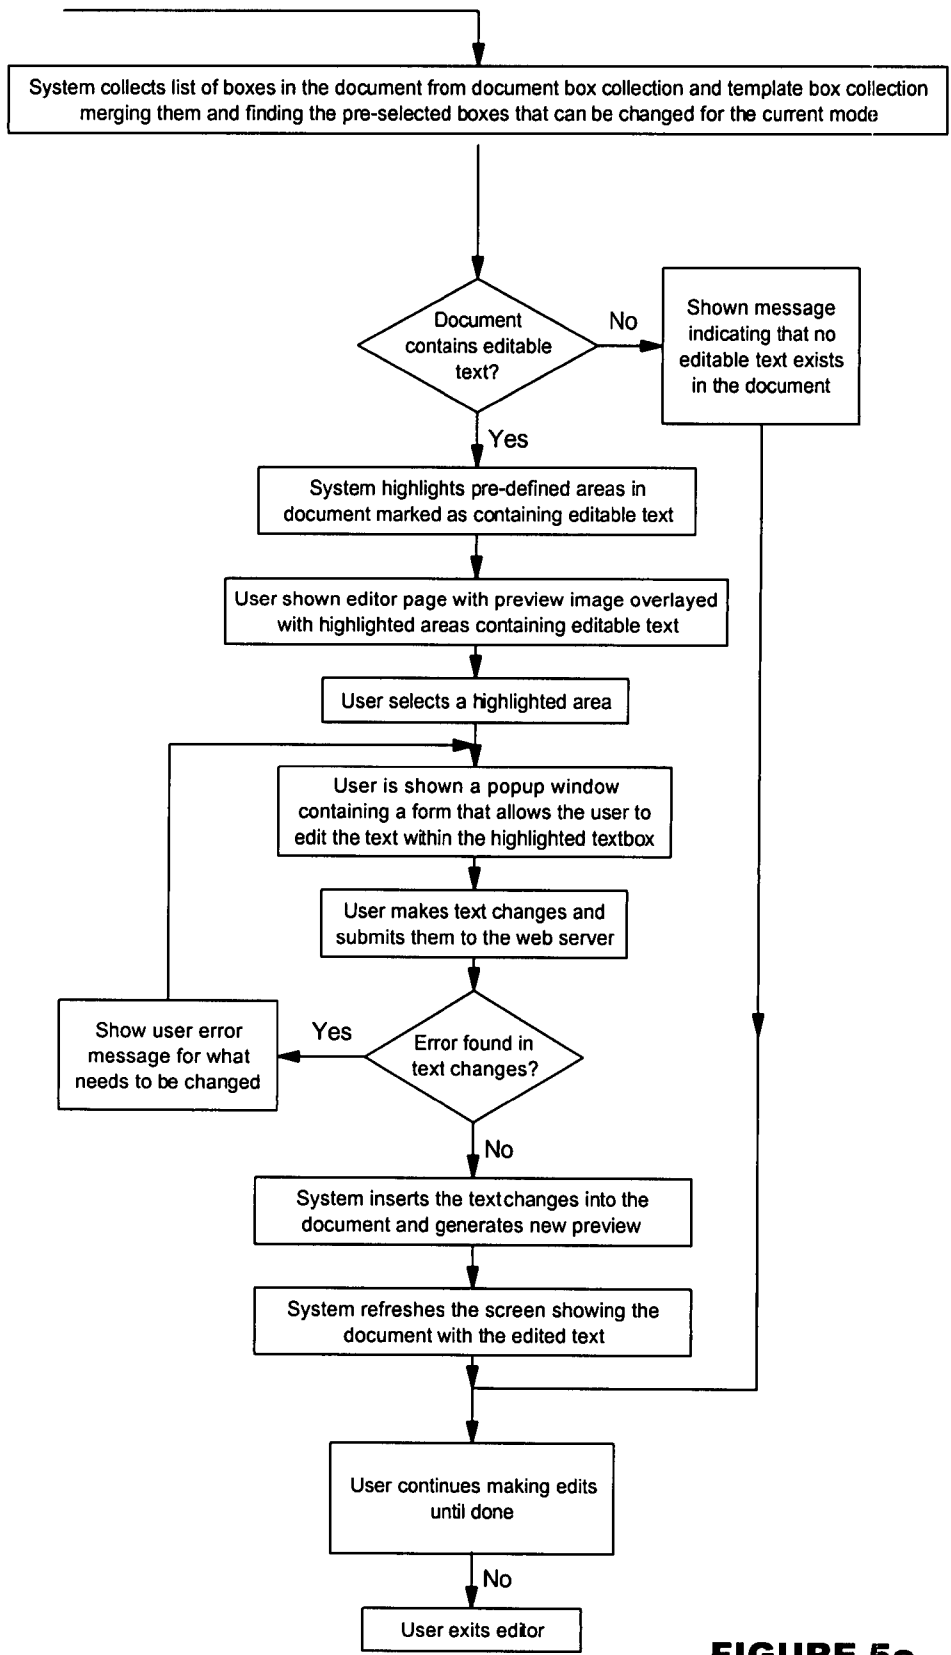 System collects list of boxes in the document from document box collection and template box collection
merging them and finding the pre-selected boxes that can be changed for the current mode
Document
contains editable
text?
No
Shown message
indicating that no
editable text exists
in the document
Yes
System highlights pre-defined areas in
document marked as containing editable text
User shown editor page with preview image overlayed
with highlighted areas containing editable text
User selects a highlighted area
User is shown a popup window
containing a form that allows the user to
edit the text within the highlighted textbox
User makes text changes and
submits them to the web server
Show user error
message for what
needs to be changed
Yes
Error found in
text changes?
No
System inserts the text changes into the
document and generates new preview
System refreshes the screen showing the
document with the edited text
User continues making edits
until done
No
User exits editor
FIGURE